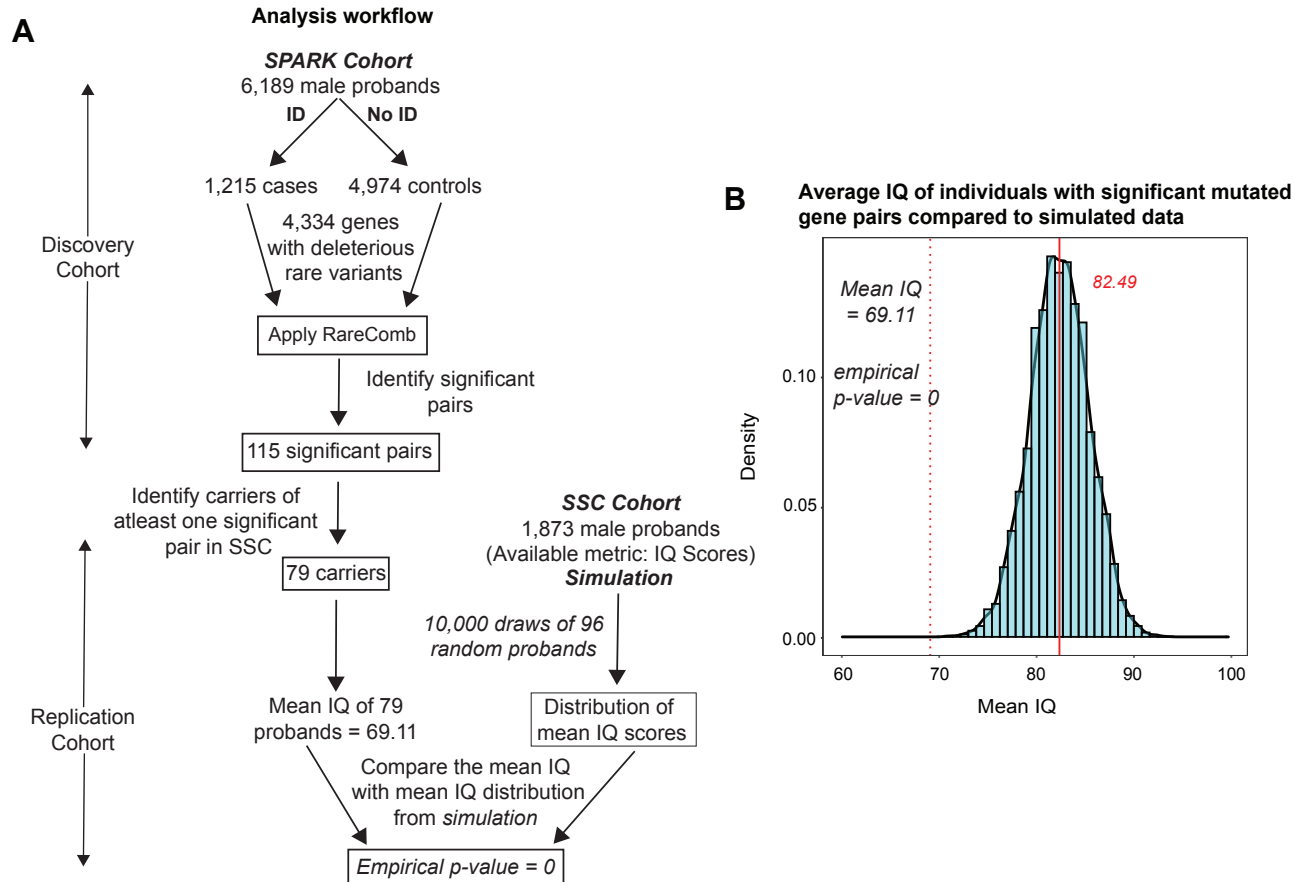 A
Analysis workflow
SPARK Cohort
6,189 male probands
ID
No ID
1,215 cases
4,974 controls
4,334 genes
with deleterious
rare variants
Discovery
Cohort
Apply RareComb
Identify significant
pairs
115 significant pairs
Identify carriers of
atleast one significant
pair in SSC
79 carriers
SSC Cohort
1,873 male probands
(Available metric: IQ Scores)
Simulation
10,000 draws of 96
random probands
Replication
Cohort
Mean IQ of 79
probands = 69.11
Distribution of
mean IQ scores
Compare the mean IQ
with mean IQ distribution
from simulation
Empirical p-value = 0
B
Average IQ of individuals with significant mutated
gene pairs compared to simulated data
Mean IQ
= 69.11
82.49
empirical
p-value = 0
Density
0.10
0.05
0.00
60
70
80
90
100
Mean IQ